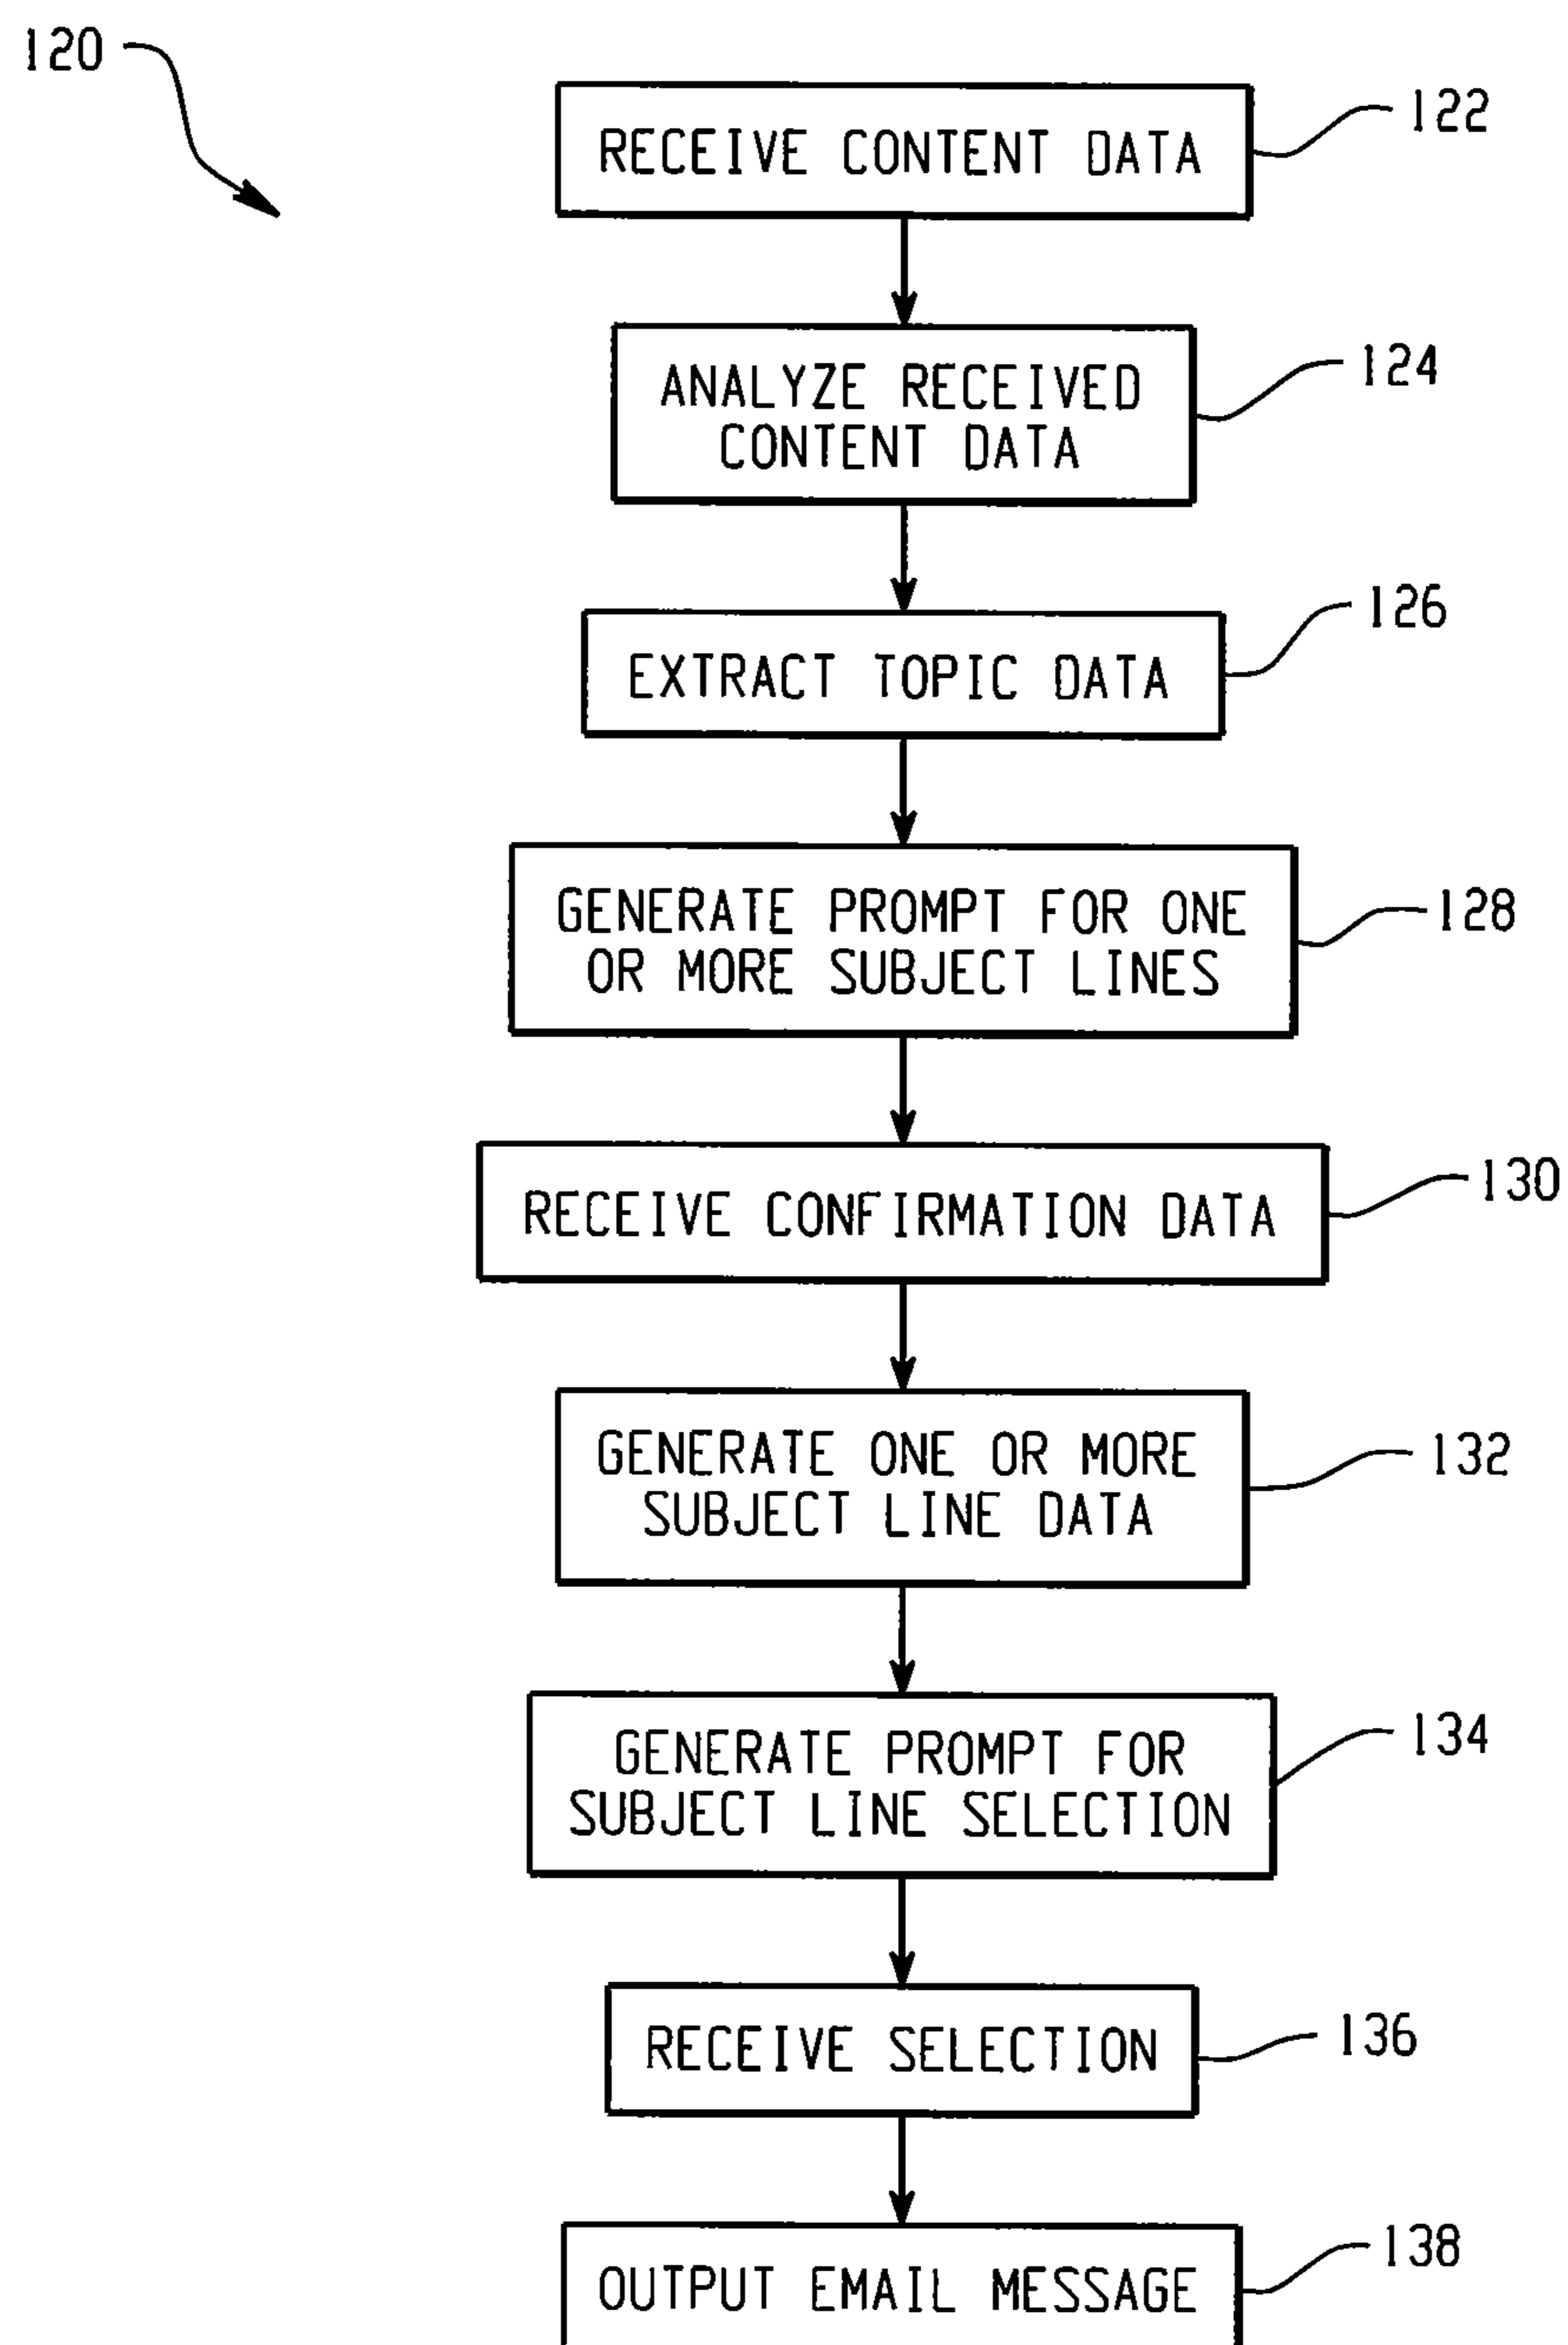 120
RECEIVE CONTENT DATA
122
ANALYZE RECEIVED
CONTENT DATA
124
EXTRACT TOPIC DATA
126
GENERATE PROMPT FOR ONE
OR MORE SUBJECT LINES
128
RECEIVE CONFIRMATION DATA
130
GENERATE ONE OR MORE
SUBJECT LINE DATA
132
GENERATE PROMPT FOR
SUBJECT LINE SELECTION
134
RECEIVE SELECTION
136
OUTPUT EMAIL MESSAGE
138